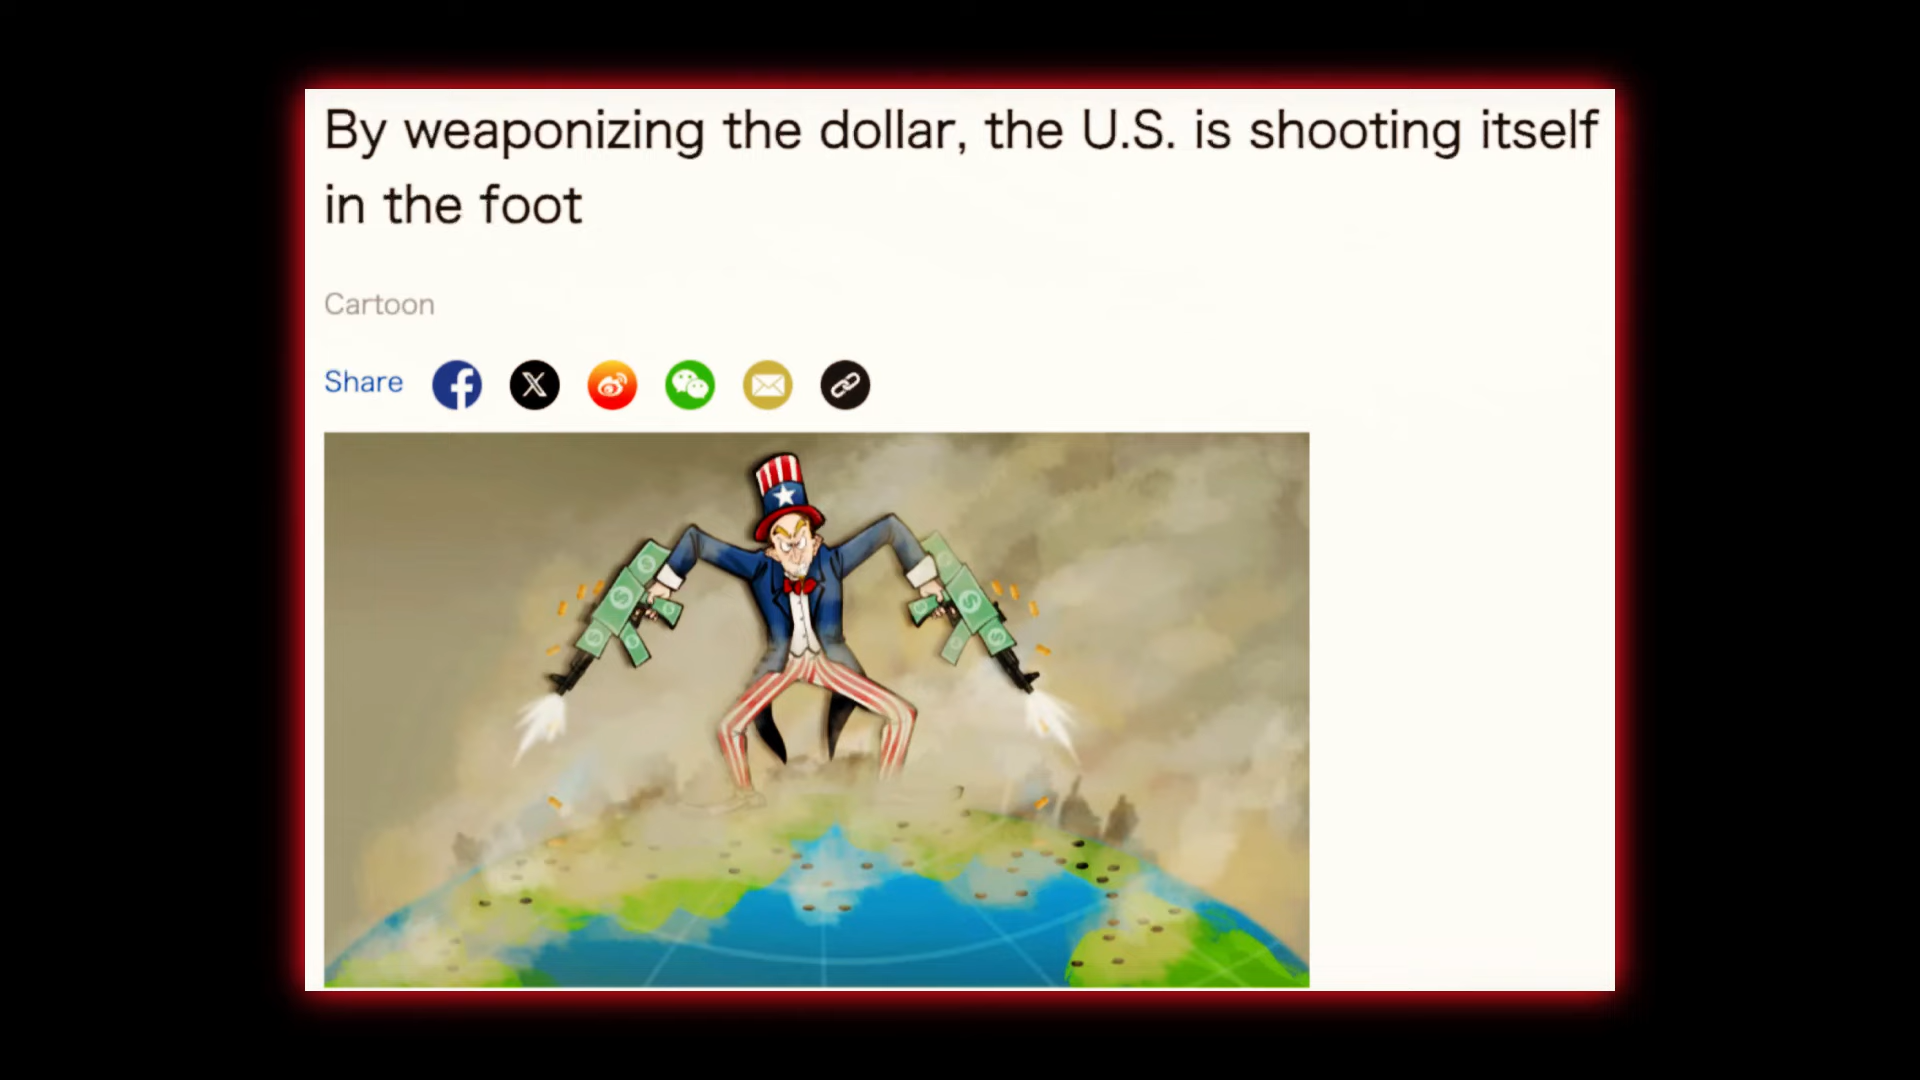 By weaponizing the dollar, the U.S. is shooting itself
in the foot
Cartoon
Share